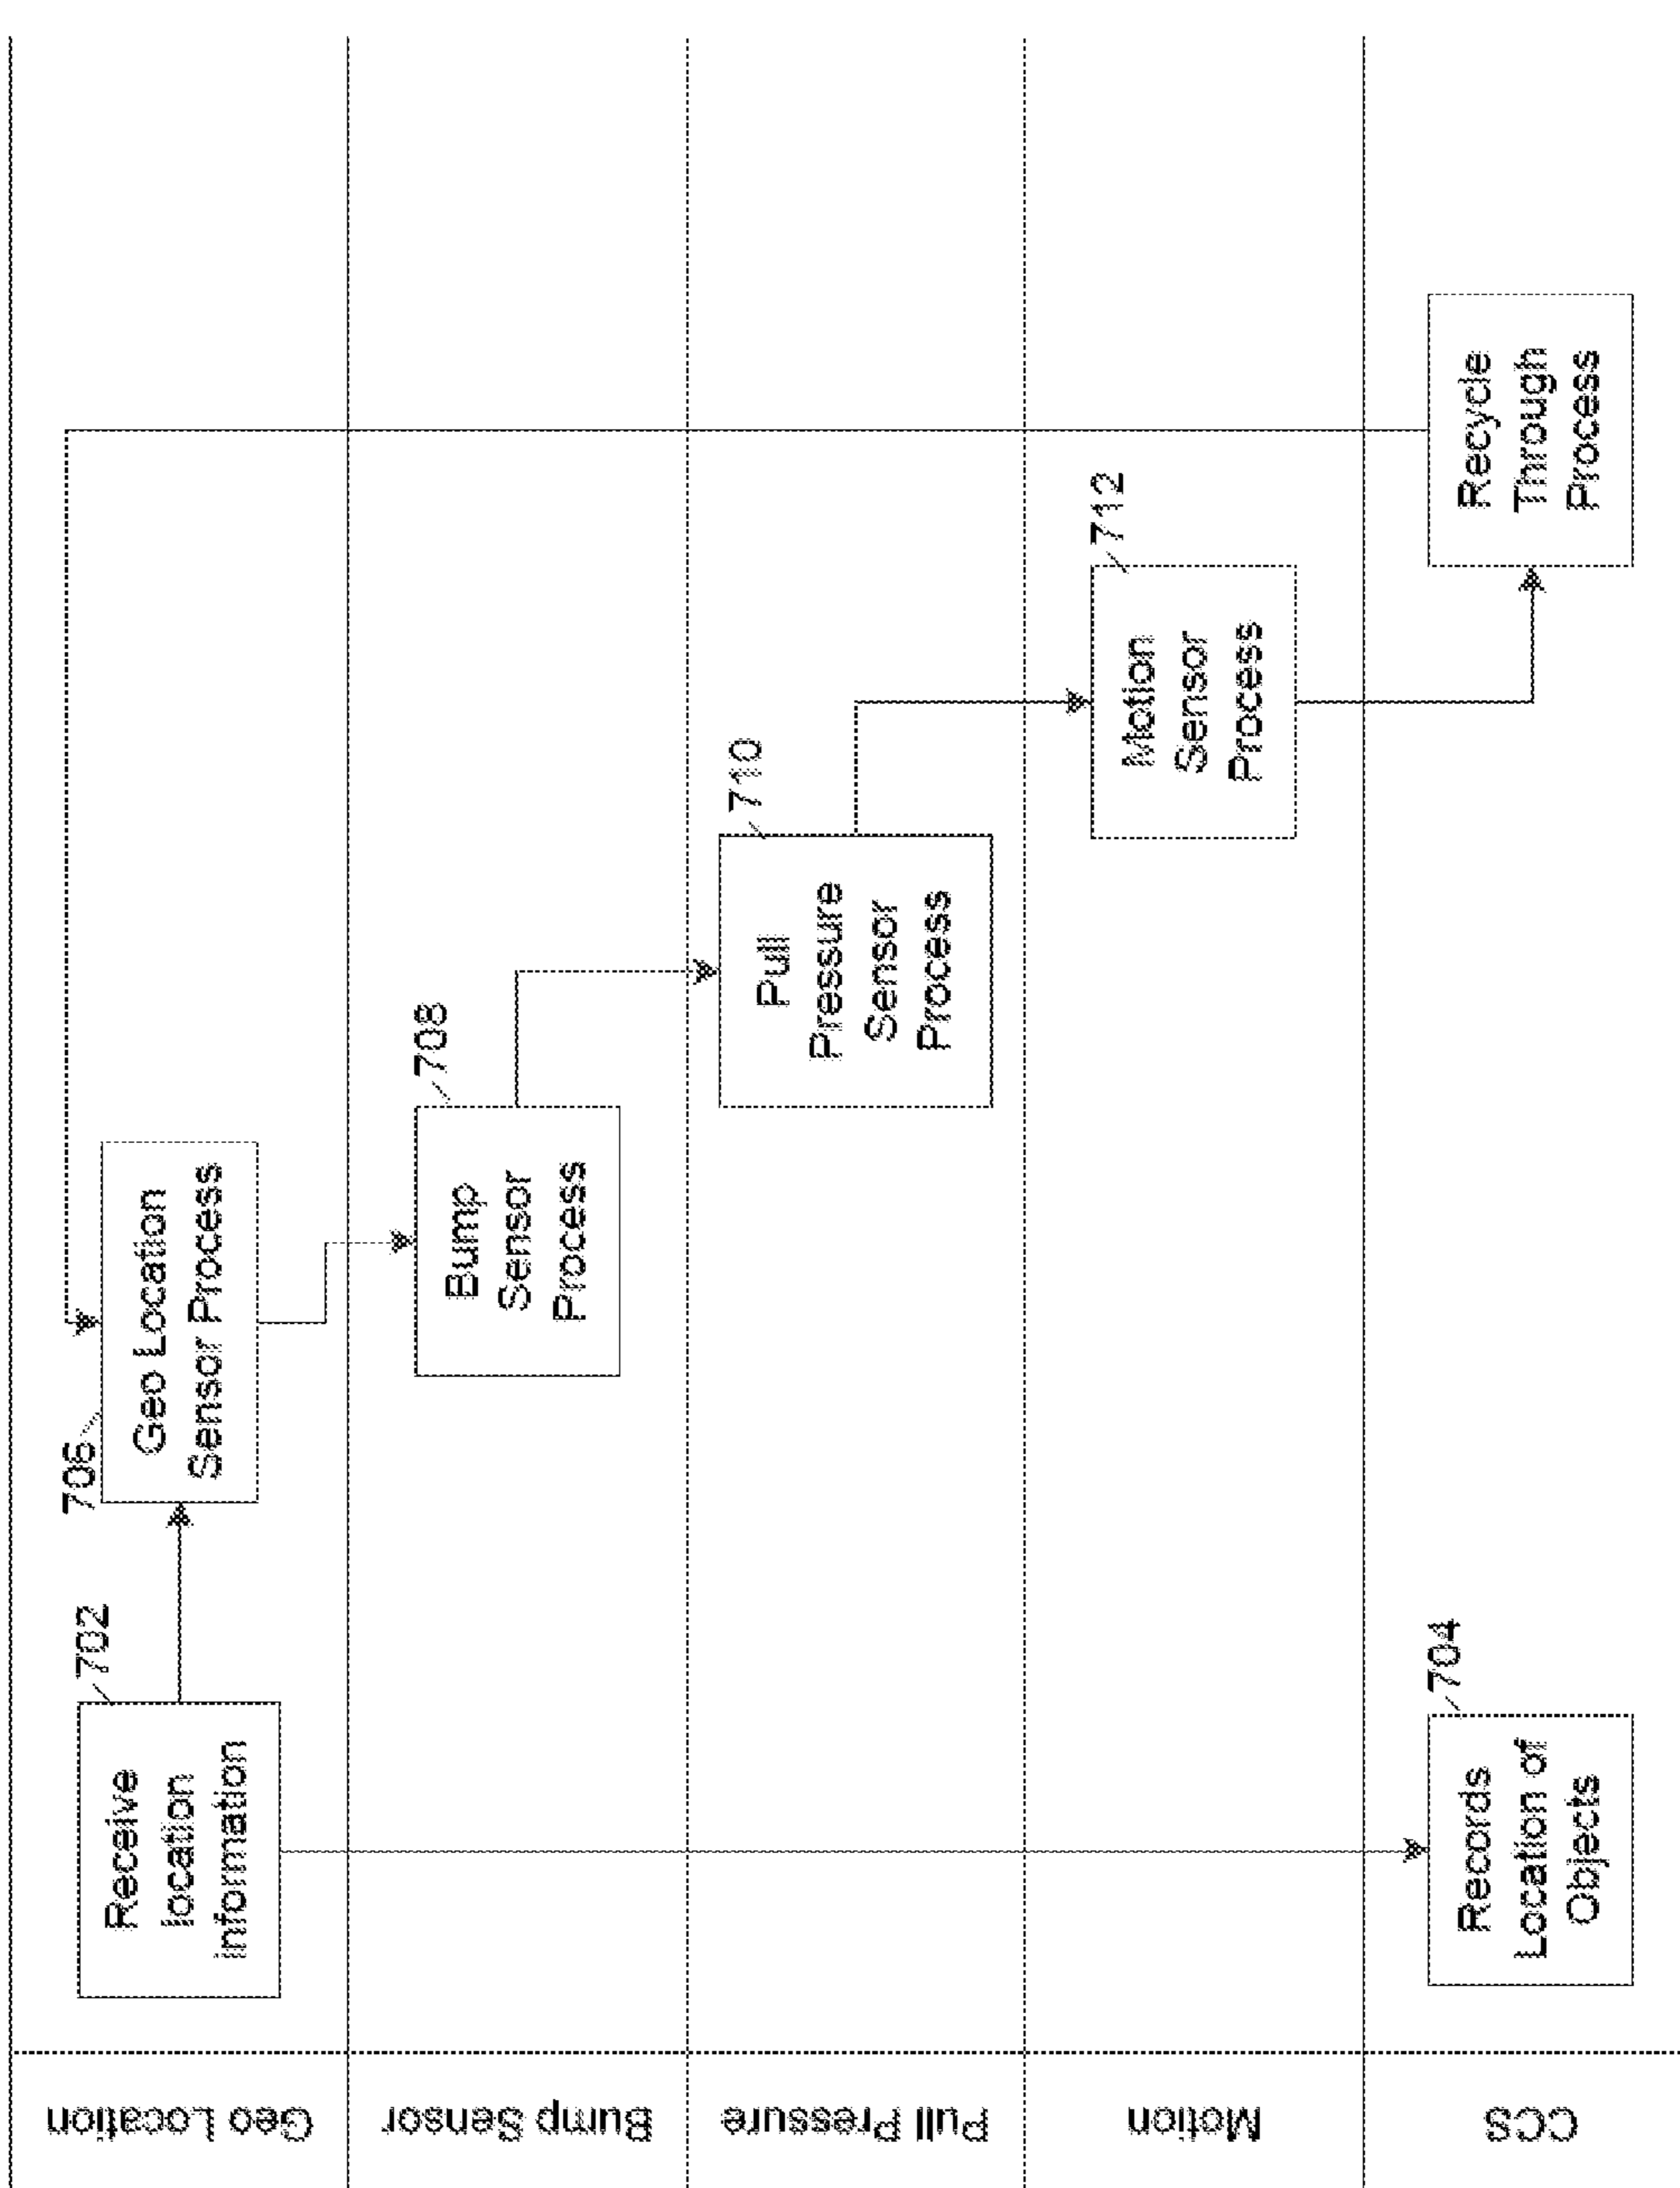 Geo Location
Receive
location
information
702
706
Geo Location
Sensor Process
Bump Sensor
Bump
Sensor
Process
708
Pull Pressure
Pull
Pressure
Sensor
Process
710
Motion
Motion
Sensor
Process
712
CCS
Records
Location of
Objects
704
Recycle
Through
Process